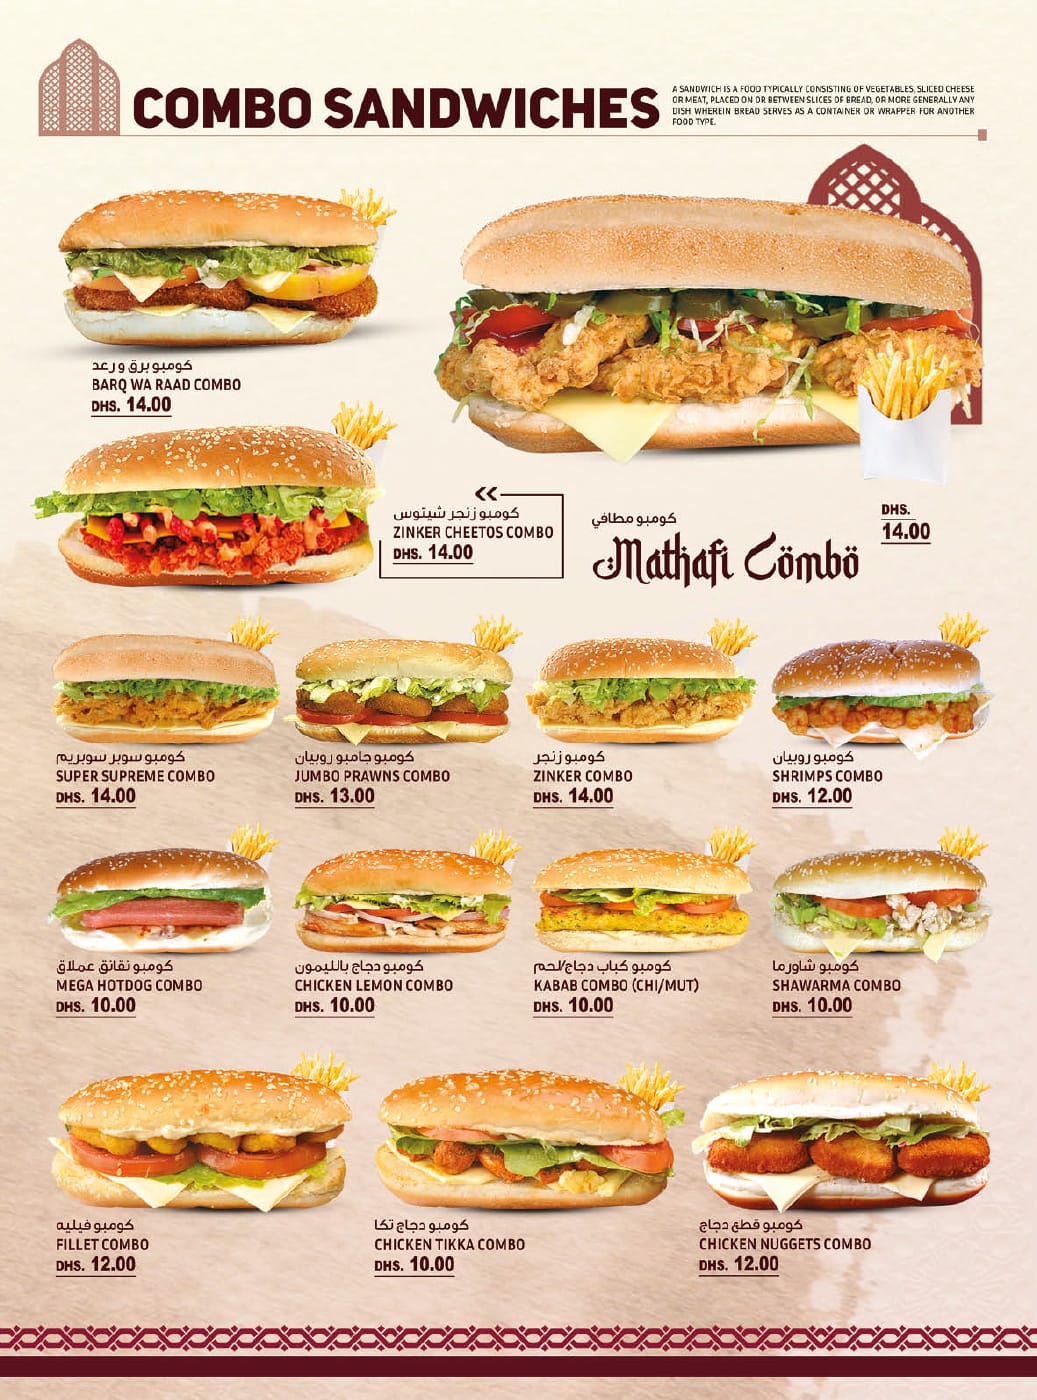 COMBO SANDWICHES
A SANDWICH IS A FOOD TYPICALLY CONSISTING OF VEGETABLES, SLICED CHEESE
OR MEAT, PLACED ON OR BETWEEN SLICES OF BREAD, OR MORE GENERALLY ANY
DISH WHEREIN BREAD SERVES AS A CONTAINER OR WRAPPER FOR ANOTHER
FOOD TYPE.
كومبو برق و رعد
BARQ WA RAAD COMBO
DHS. 14.00
كومبو زنجر شيتوس
ZINKER CHEETOS COMBO
DHS. 14.00
كومبو مطافي
Mathafi Cömbö
DHS.
14.00
كومبو سوبر سوبريم
SUPER SUPREME COMBO
DHS. 14.00
كومبو جامبو روبيان
JUMBO PRAWNS COMBO
DHS. 13.00
كومبو زنجر
ZINKER COMBO
DHS. 14.00
كومبو روبيان
SHRIMPS COMBO
DHS. 12.00
كومبو نقانق عملاق
MEGA HOTDOG COMBO
DHS. 10.00
كومبو دجاج بالليمون
CHICKEN LEMON COMBO
DHS. 10.00
كومبو كباب دجاج/لحم
KABAB COMBO (CHI/MUT)
DHS. 10.00
كومبو شاورما
SHAWARMA COMBO
DHS. 10.00
كومبو فيليه
FILLET COMBO
DHS. 12.00
كومبو دجاج تكا
CHICKEN TIKKA COMBO
DHS. 10.00
كومبو قطع دجاج
CHICKEN NUGGETS COMBO
DHS. 12.00